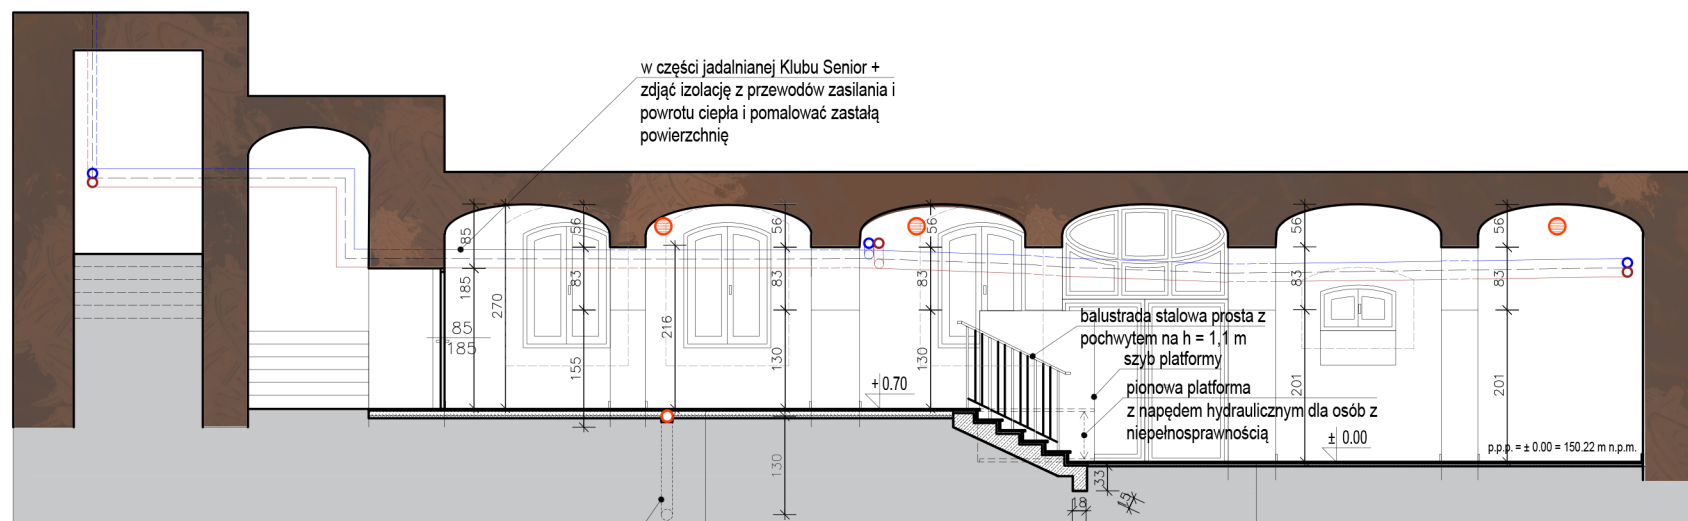 w części jadalnianej Klubu Senior +
zdjąć izolację z przewodów zasilania i
powrotu ciepła i pomalować zastałą
powierzchnię
85
185
270
85
185
56
83
155
216
56
83
130
130
56
83
130
+ 0.70
balustrada stalowa prosta z
pochwytem na h = 1,1 m
szyb platformy
pionowa platforma
z napędem hydraulicznym dla osób z
niepełnosprawnością
33
18
15
56
83
201
± 0.00
56
83
201
p.p.p. = ± 0.00 = 150.22 m n.p.m.